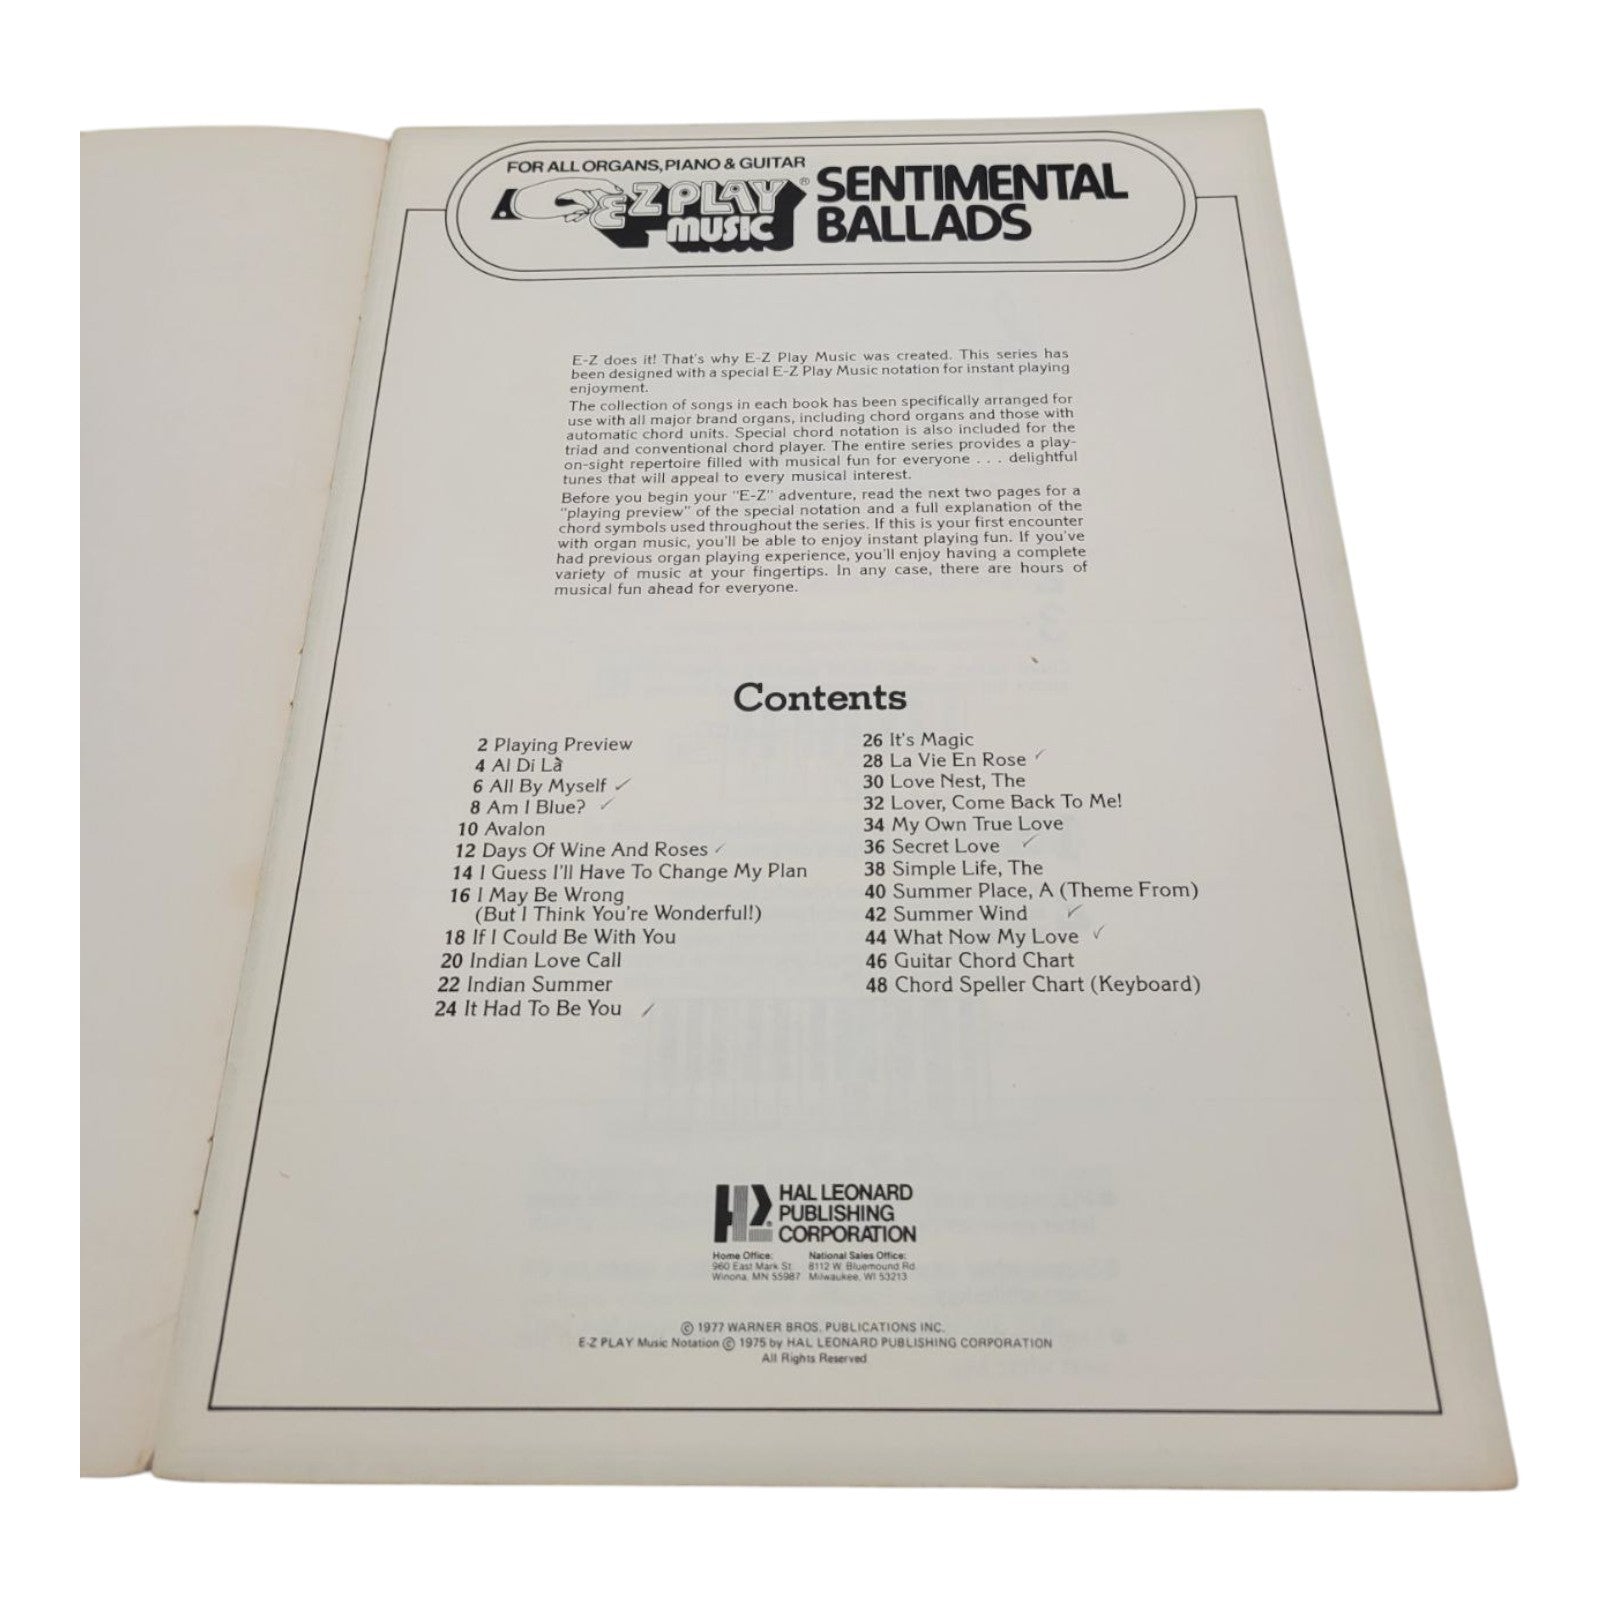 FOR ALL ORGANS, PIANO & GUITAR
E-Z PLAY® SENTIMENTAL
MUSIC BALLADS
E-Z does it! That's why E-Z Play Music was created. This series has
been designed with a special E-Z Play Music notation for instant playing
enjoyment.
The collection of songs in each book has been specifically arranged for
use with all major brand organs, including chord organs and those with
automatic chord units. Special chord notation is also included for the
triad and conventional chord player. The entire series provides a play-
on-sight repertoire filled with musical fun for everyone . . . delightful
tunes that will appeal to every musical interest.
Before you begin your "E-Z" adventure, read the next two pages for a
"playing preview" of the special notation and a full explanation of the
chord symbols used throughout the series. If this is your first encounter
with organ music, you'll be able to enjoy instant playing fun. If you've
had previous organ playing experience, you'll enjoy having a complete
variety of music at your fingertips. In any case, there are hours of
musical fun ahead for everyone.
Contents
2 Playing Preview
4 Al Di Là
6 All By Myself ✓
8 Am I Blue? ✓
10 Avalon
12 Days Of Wine And Roses ✓
14 I Guess I'll Have To Change My Plan
16 I May Be Wrong
(But I Think You're Wonderful!)
18 If I Could Be With You
20 Indian Love Call
22 Indian Summer
24 It Had To Be You ✓
26 It's Magic
28 La Vie En Rose ✓
30 Love Nest, The
32 Lover, Come Back To Me!
34 My Own True Love
36 Secret Love ✓
38 Simple Life, The
40 Summer Place, A (Theme From)
42 Summer Wind ✓
44 What Now My Love ✓
46 Guitar Chord Chart
48 Chord Speller Chart (Keyboard)
HAL LEONARD
PUBLISHING
CORPORATION
Home Office: National Sales Office:
960 East Mark St. 8112 W. Bluemound Rd.
Winona, MN 55987 Milwaukee, WI 53213
© 1977 WARNER BROS. PUBLICATIONS INC.
E-Z PLAY Music Notation © 1975 by HAL LEONARD PUBLISHING CORPORATION
All Rights Reserved